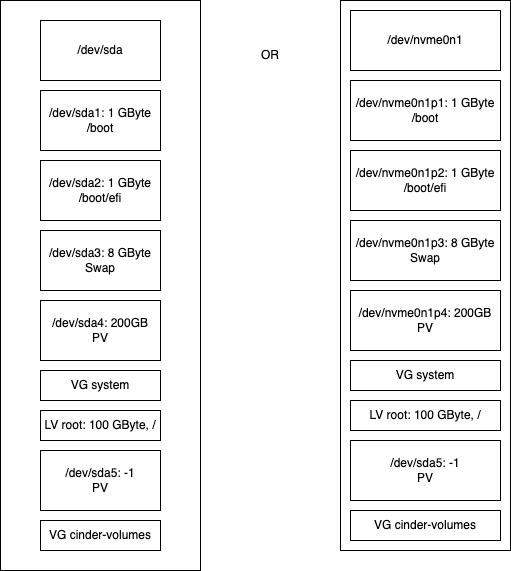 /dev/sda
/dev/sda1: 1 GByte
/boot
/dev/sda2: 1 GByte
/boot/efi
/dev/sda3: 8 GByte
Swap
/dev/sda4: 200GB
PV
VG system
LV root: 100 GByte, /
/dev/sda5: -1
PV
VG cinder-volumes
OR
/dev/nvme0n1
/dev/nvme0n1p1: 1 GByte
/boot
/dev/nvme0n1p2: 1 GByte
/boot/efi
/dev/nvme0n1p3: 8 GByte
Swap
/dev/nvme0n1p4: 200GB
PV
VG system
LV root: 100 GByte, /
/dev/sda5: -1
PV
VG cinder-volumes